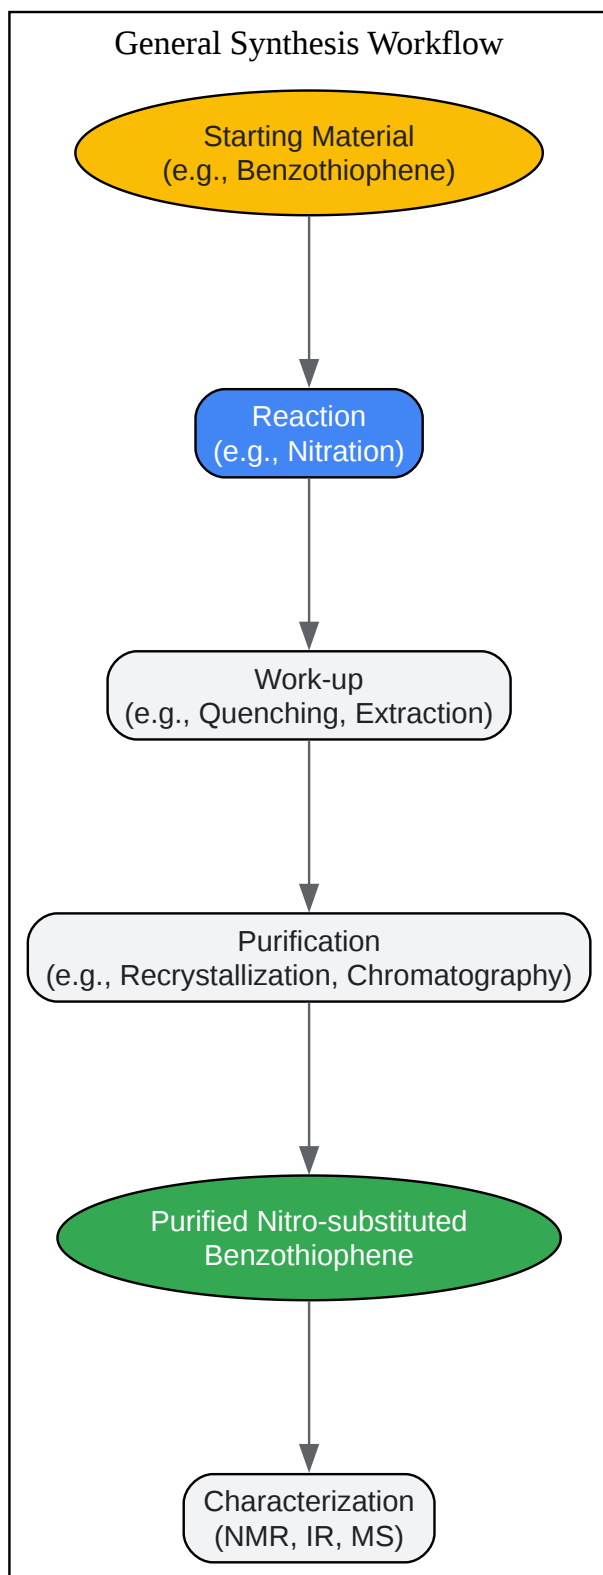 General Synthesis Workflow
Starting Material
(e.g., Benzothiophene)
Reaction
(e.g., Nitration)
Work-up
(e.g., Quenching, Extraction)
Purification
(e.g., Recrystallization, Chromatography)
Purified Nitro-substituted
Benzothiophene
Characterization
(NMR, IR, MS)